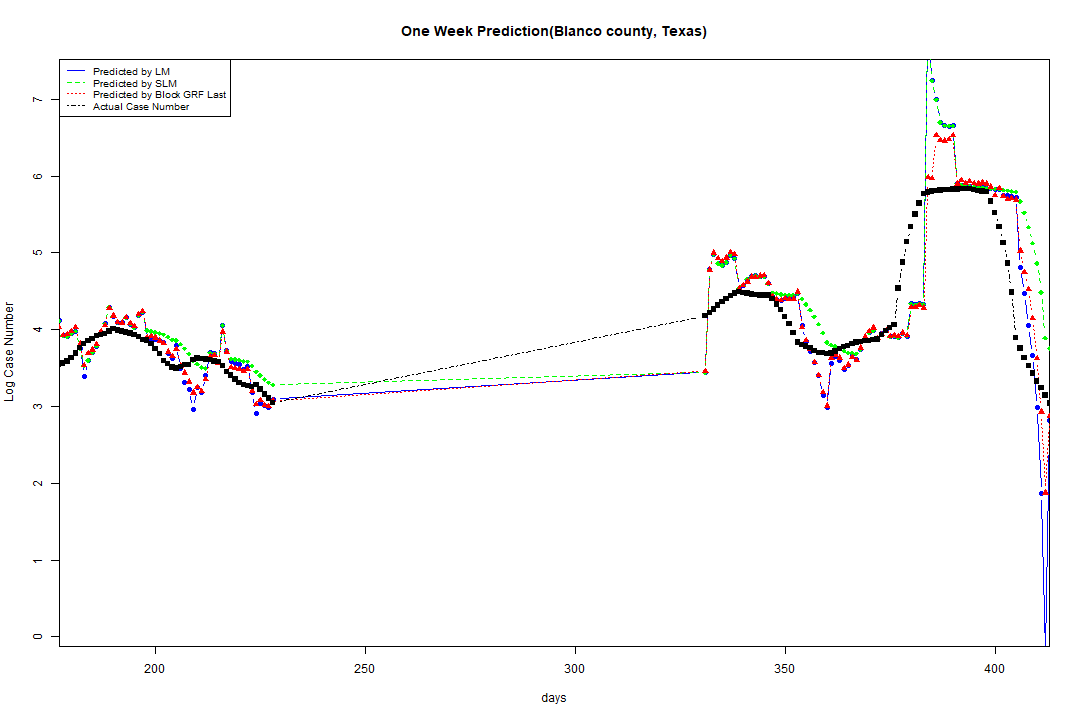 One Week Prediction(Blanco county, Texas)
Predicted by LM
Predicted by SLM
Predicted by Block GRF Last
Actual Case Number
7
6
5
4
3
2
1
0
Log Case Number
200 250 300 350 400
days